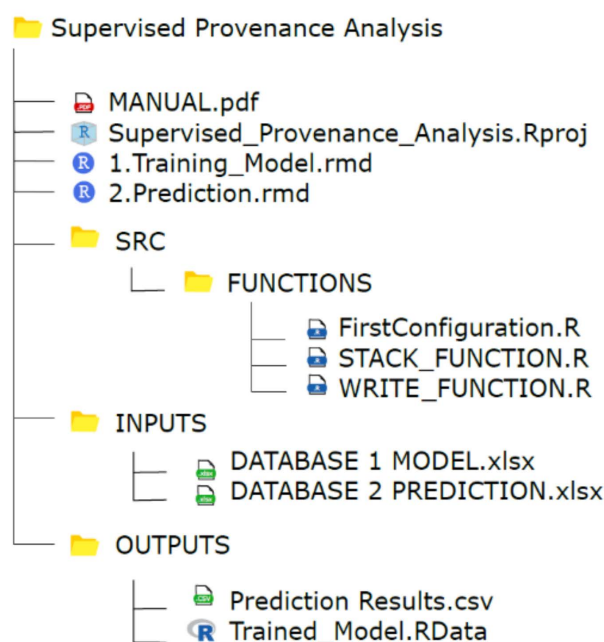 Supervised Provenance Analysis
MANUAL.pdf
Supervised_Provenance_Analysis.Rproj
1.Training_Model.rmd
2.Prediction.rmd
SRC
FUNCTIONS
FirstConfiguration.R
STACK_FUNCTION.R
WRITE_FUNCTION.R
INPUTS
DATABASE 1 MODEL.xlsx
DATABASE 2 PREDICTION.xlsx
OUTPUTS
Prediction Results.csv
Trained_Model.RData